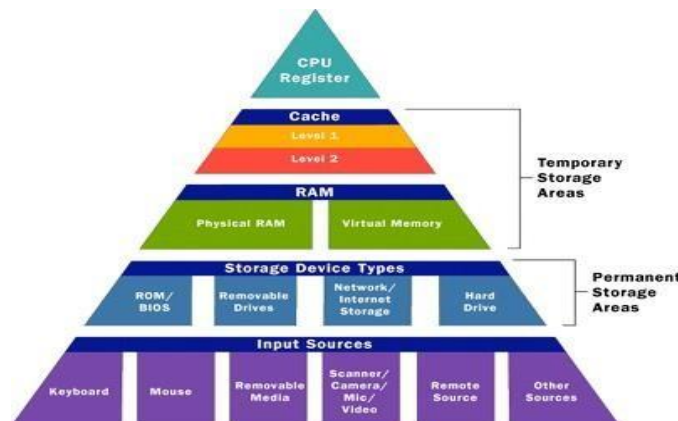 CPU
Register
Cache
Level 1
Level 2
Temporary
Storage
Areas
RAM
Physical RAM
Virtual Memory
Storage Device Types
Permanent
Storage
Areas
ROM/
BIOS
Removable
Drives
Network/
Internet
Storage
Hard
Drive
Input Sources
Keyboard
Mouse
Removable
Media
Scanner/
Camera/
Mic/
Video
Remote
Source
Other
Sources